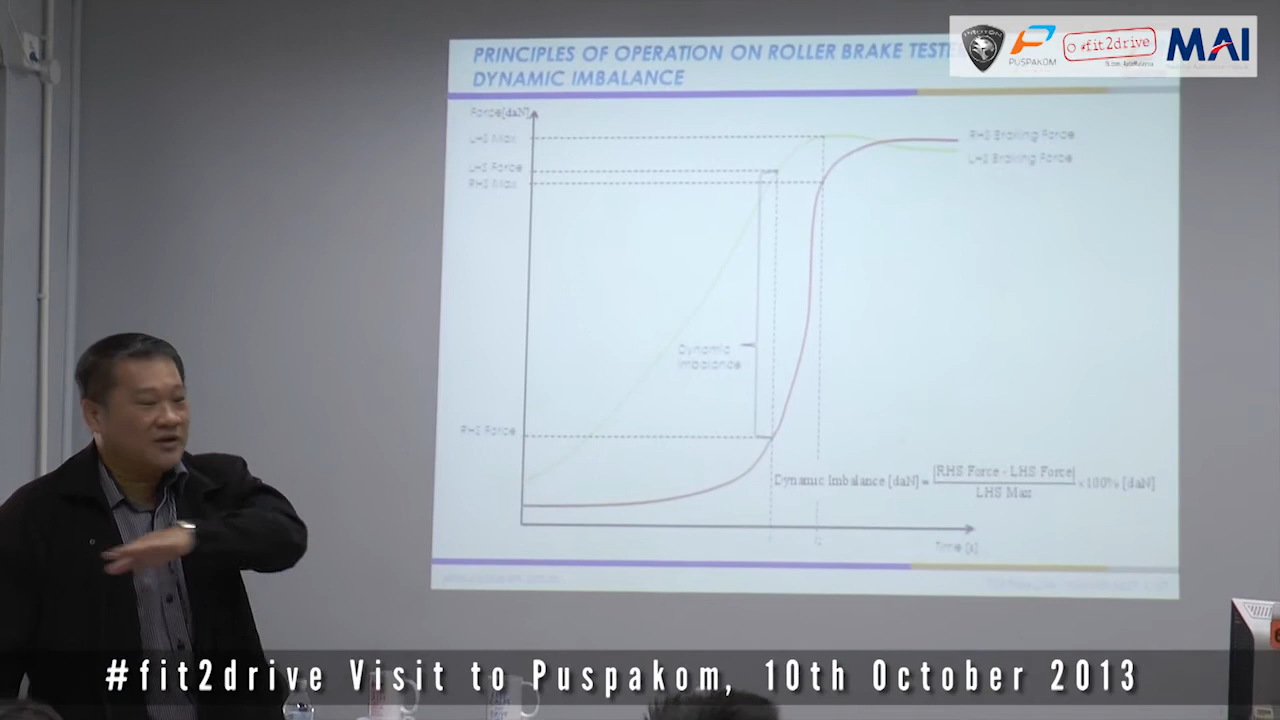 PROTON
PUSPAKOM
#fit2drive
MAI
PRINCIPLES OF OPERATION ON ROLLER BRAKE
DYNAMIC IMBALANCE
Force[daN]
LHS Max
LHS Force
RHS Max
RHS Braking Force
LHS Braking Force
Dynamic
Imbalance
RHS Force
Dynamic Imbalance [daN] = |RHS Force - LHS Force| / LHS Max x 100% [daN]
Time [s]
#fit2drive Visit to Puspakom, 10th October 2013